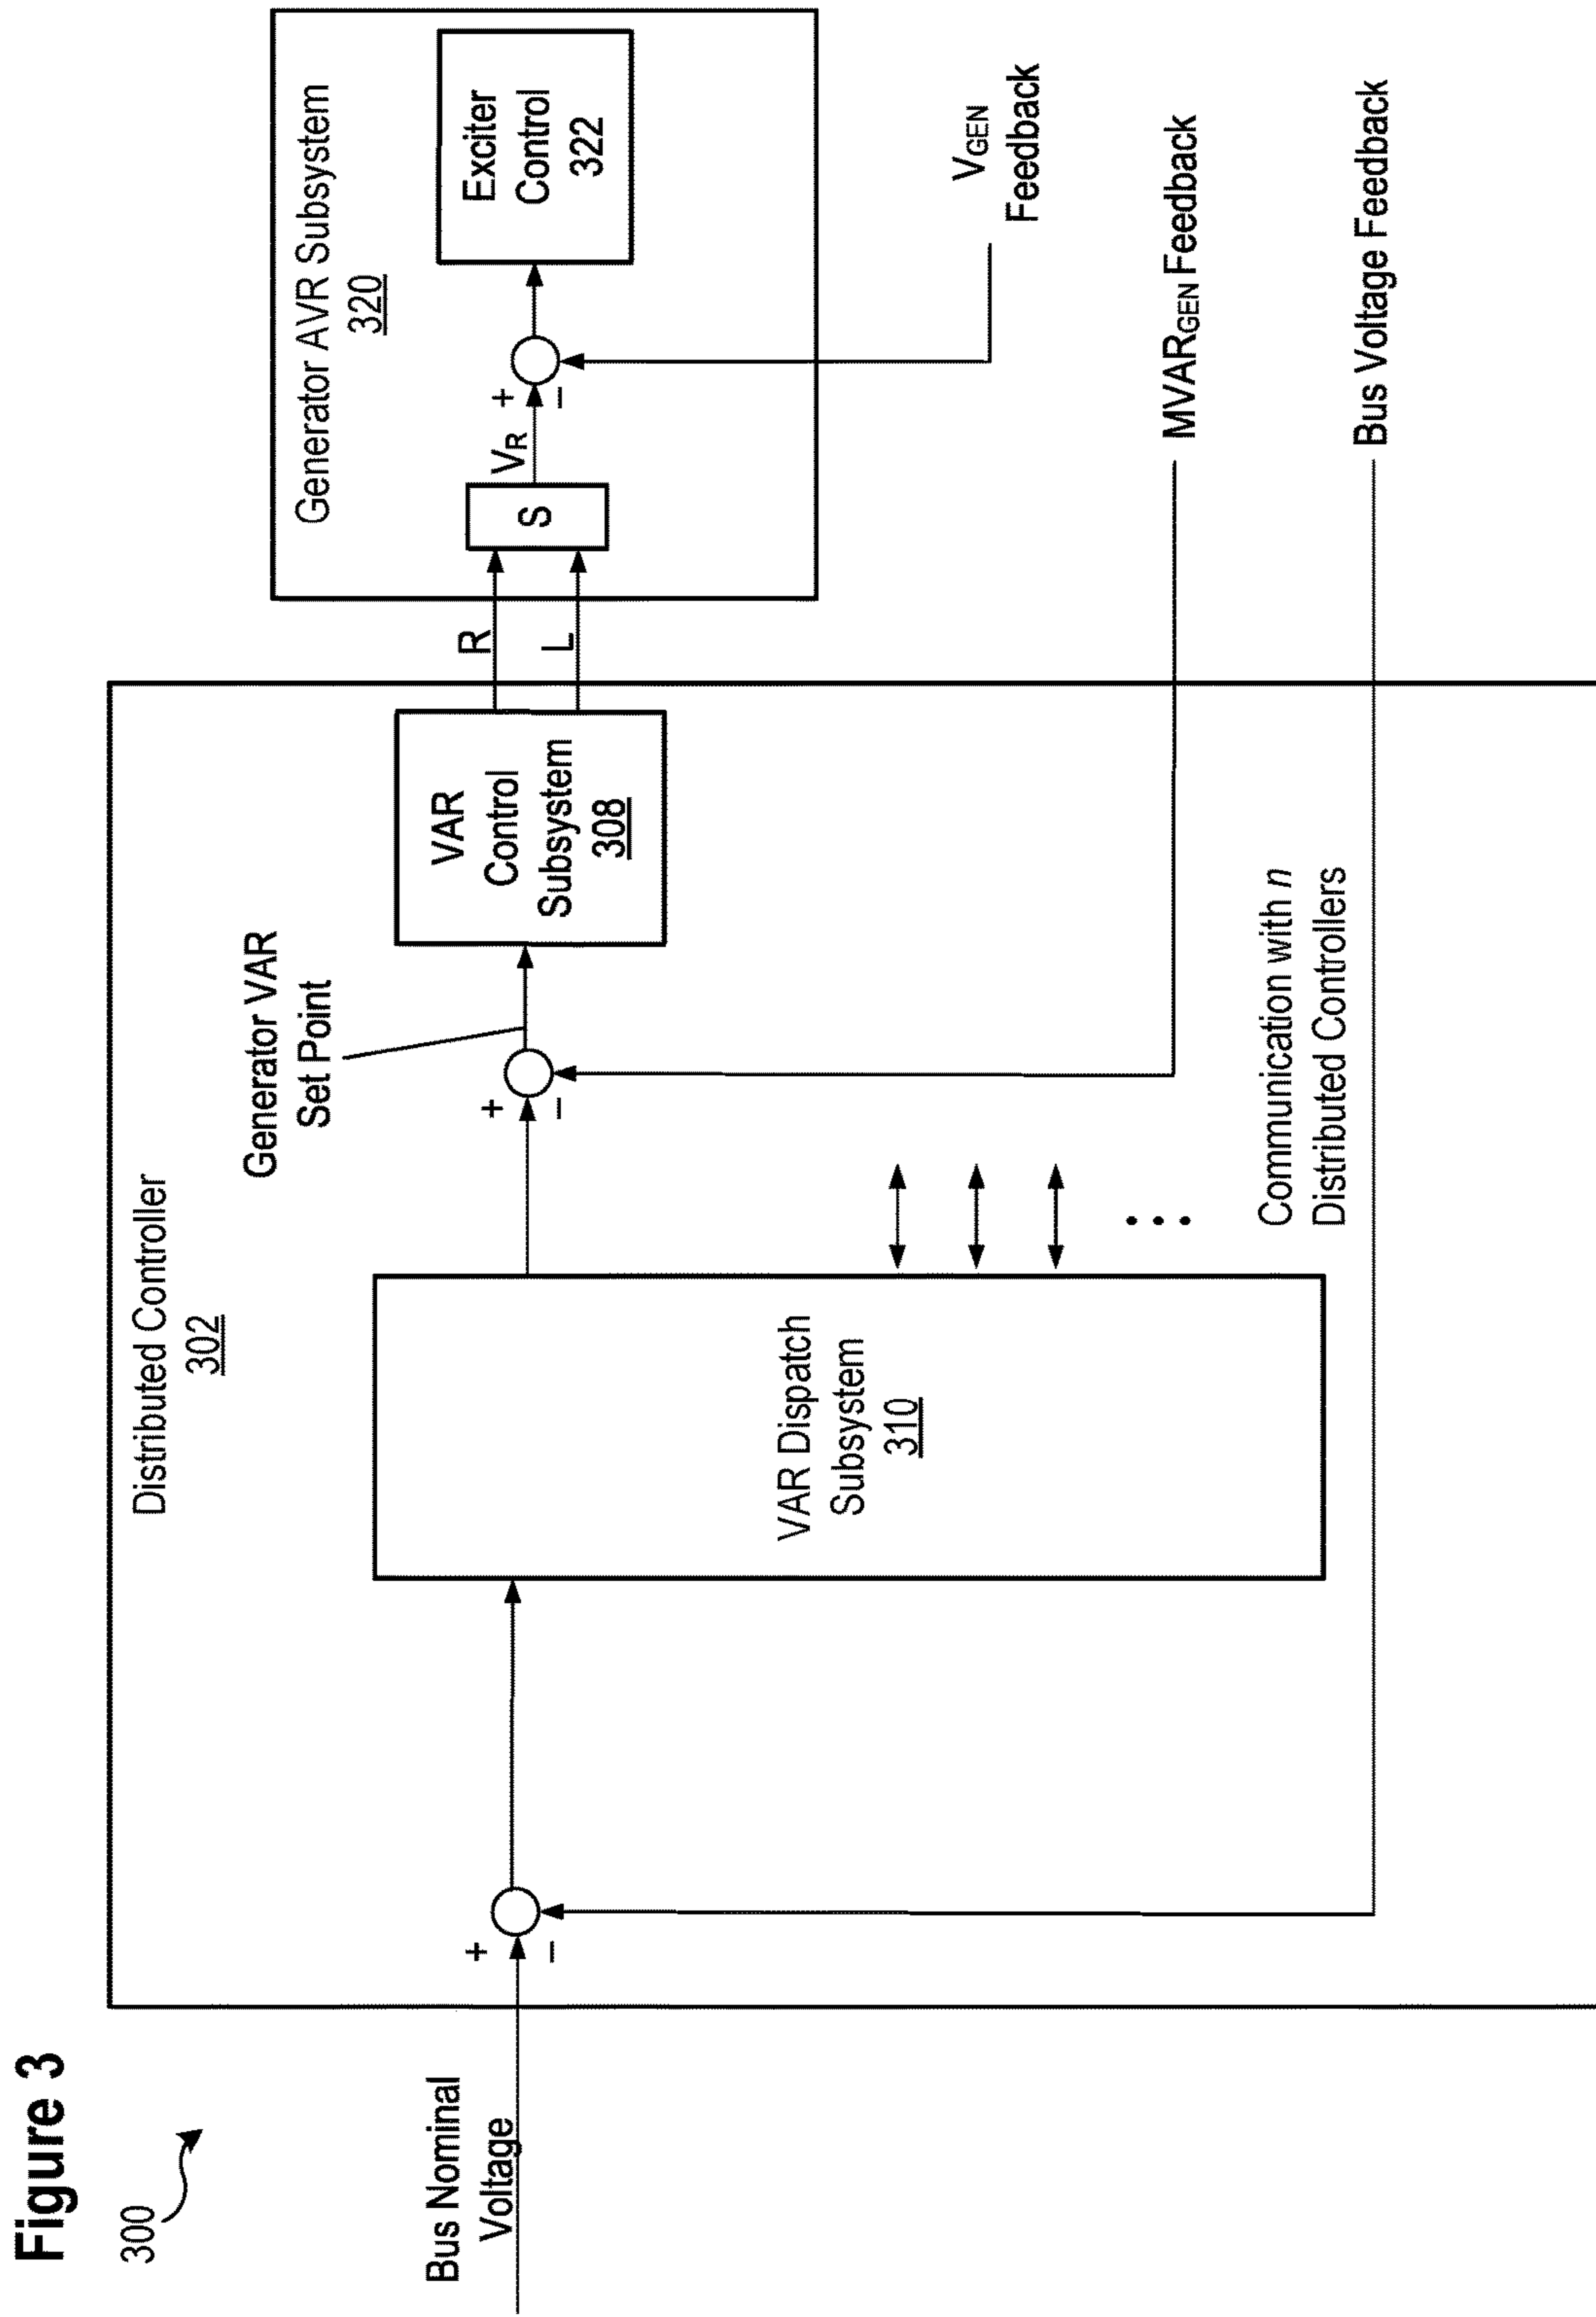 Figure 3
300
Bus Nominal
Voltage
+
−
Distributed Controller
302
VAR Dispatch
Subsystem
310
Communication with n
Distributed Controllers
+
−
Generator VAR
Set Point
VAR
Control
Subsystem
308
R
L
Generator AVR Subsystem
320
S
VR
+
−
Exciter
Control
322
VGEN
Feedback
MVARGEN Feedback
Bus Voltage Feedback